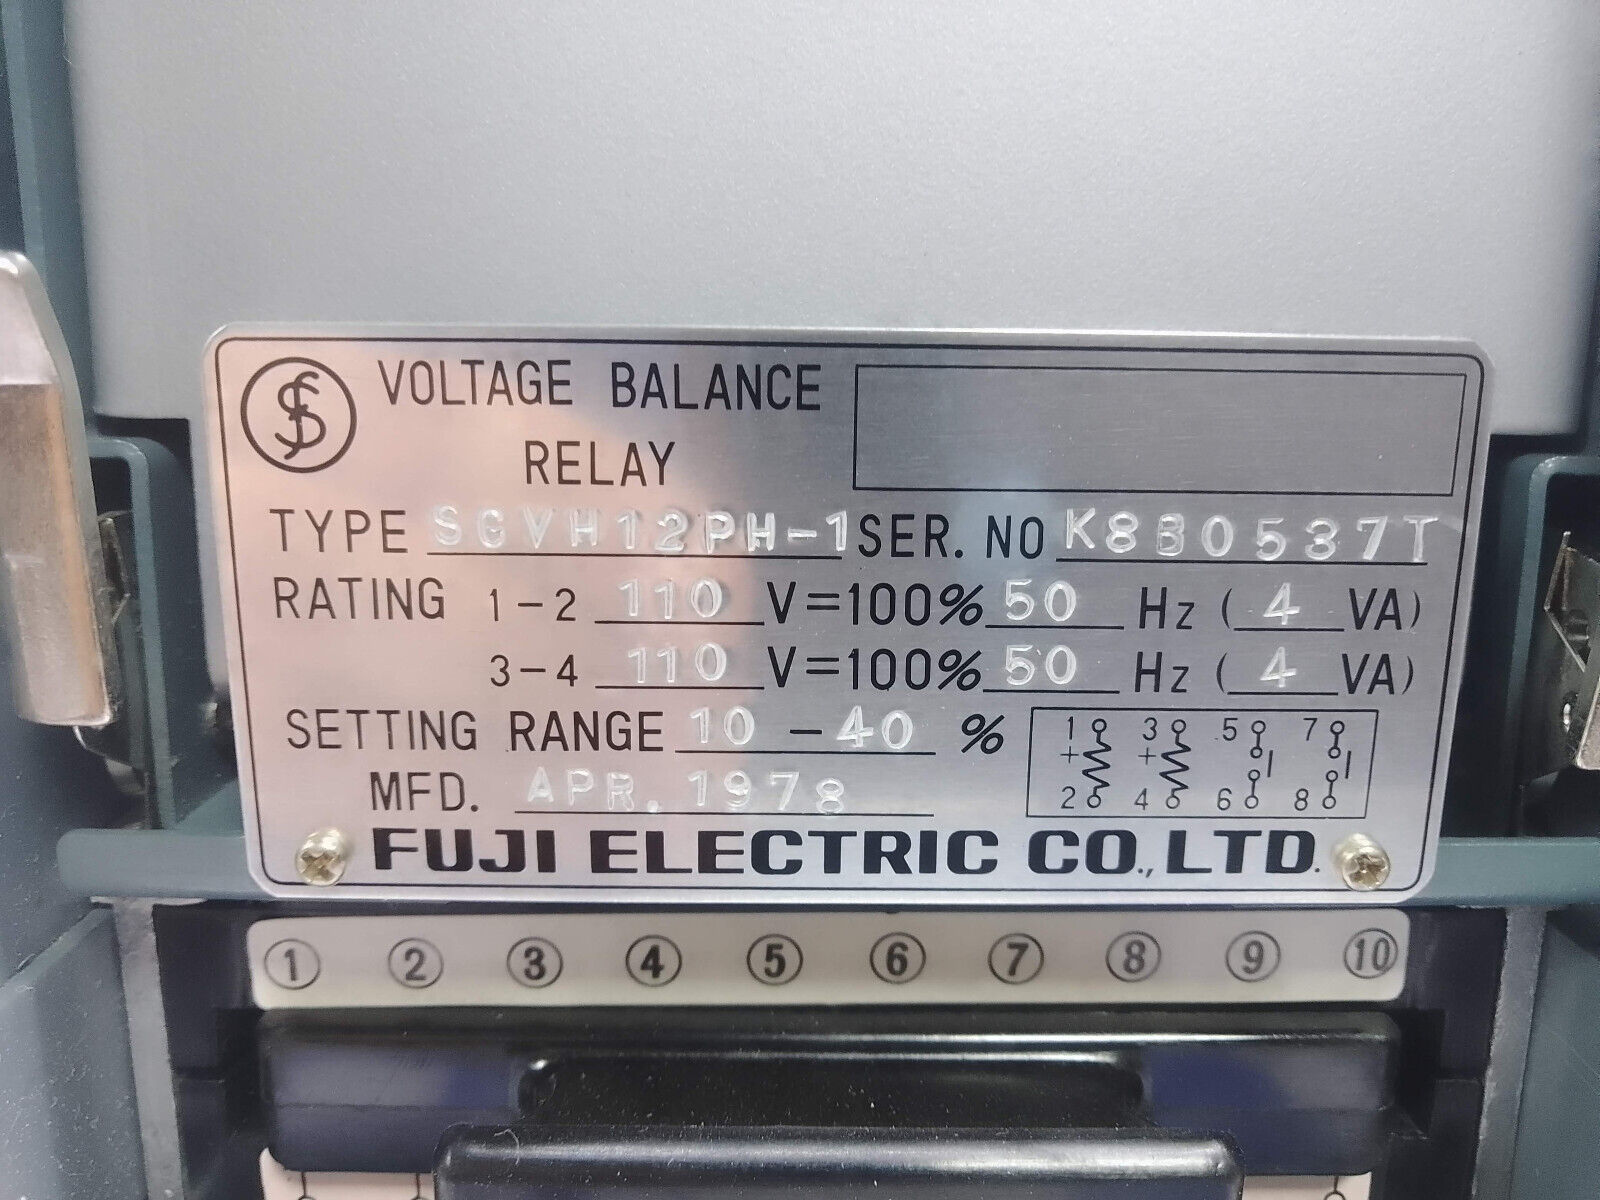 VOLTAGE BALANCE
RELAY
TYPE SGVH12PH-1 SER. NO K8B0537T
RATING 1-2 110 V=100% 50 Hz ( 4 VA)
3-4 110 V=100% 50 Hz ( 4 VA)
SETTING RANGE 10 - 40 %
MFD. APR. 1978
1 3 5 7
+ +
2 4 6 8
FUJI ELECTRIC CO., LTD.
① ② ③ ④ ⑤ ⑥ ⑦ ⑧ ⑨ ⑩